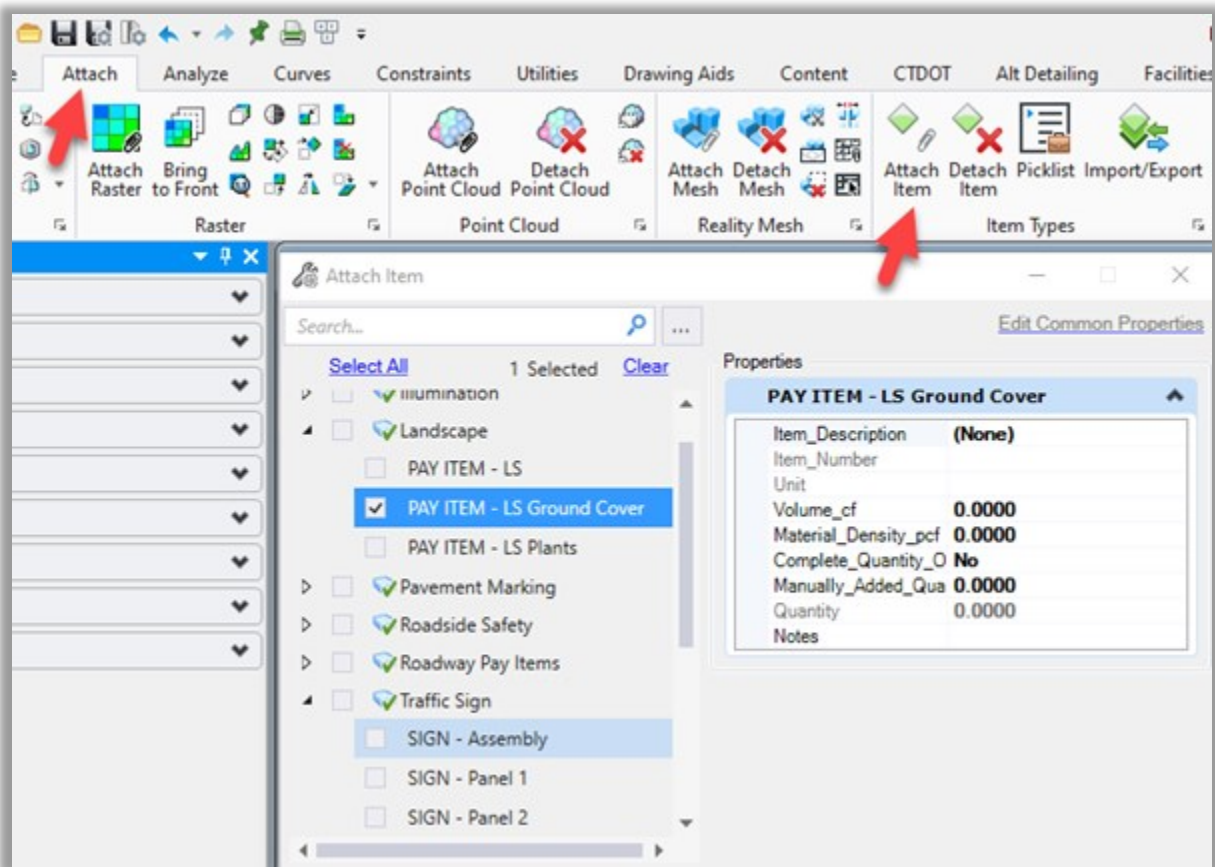 e Attach Analyze Curves Constraints Utilities Drawing Aids Content CTDOT Alt Detailing Facilities
Attach Raster
Bring to Front
Attach Point Cloud
Detach Point Cloud
Attach Mesh
Detach Mesh
Attach Item
Detach Item
Picklist
Import/Export
Raster
Point Cloud
Reality Mesh
Item Types
Attach Item
Search...
...
Edit Common Properties
Select All 1 Selected Clear
Illumination
Landscape
PAY ITEM - LS
PAY ITEM - LS Ground Cover
PAY ITEM - LS Plants
Pavement Marking
Roadside Safety
Roadway Pay Items
Traffic Sign
SIGN - Assembly
SIGN - Panel 1
SIGN - Panel 2
Properties
PAY ITEM - LS Ground Cover
Item_Description (None)
Item_Number
Unit
Volume_cf 0.0000
Material_Density_pcf 0.0000
Complete_Quantity_O No
Manually_Added_Qua 0.0000
Quantity 0.0000
Notes